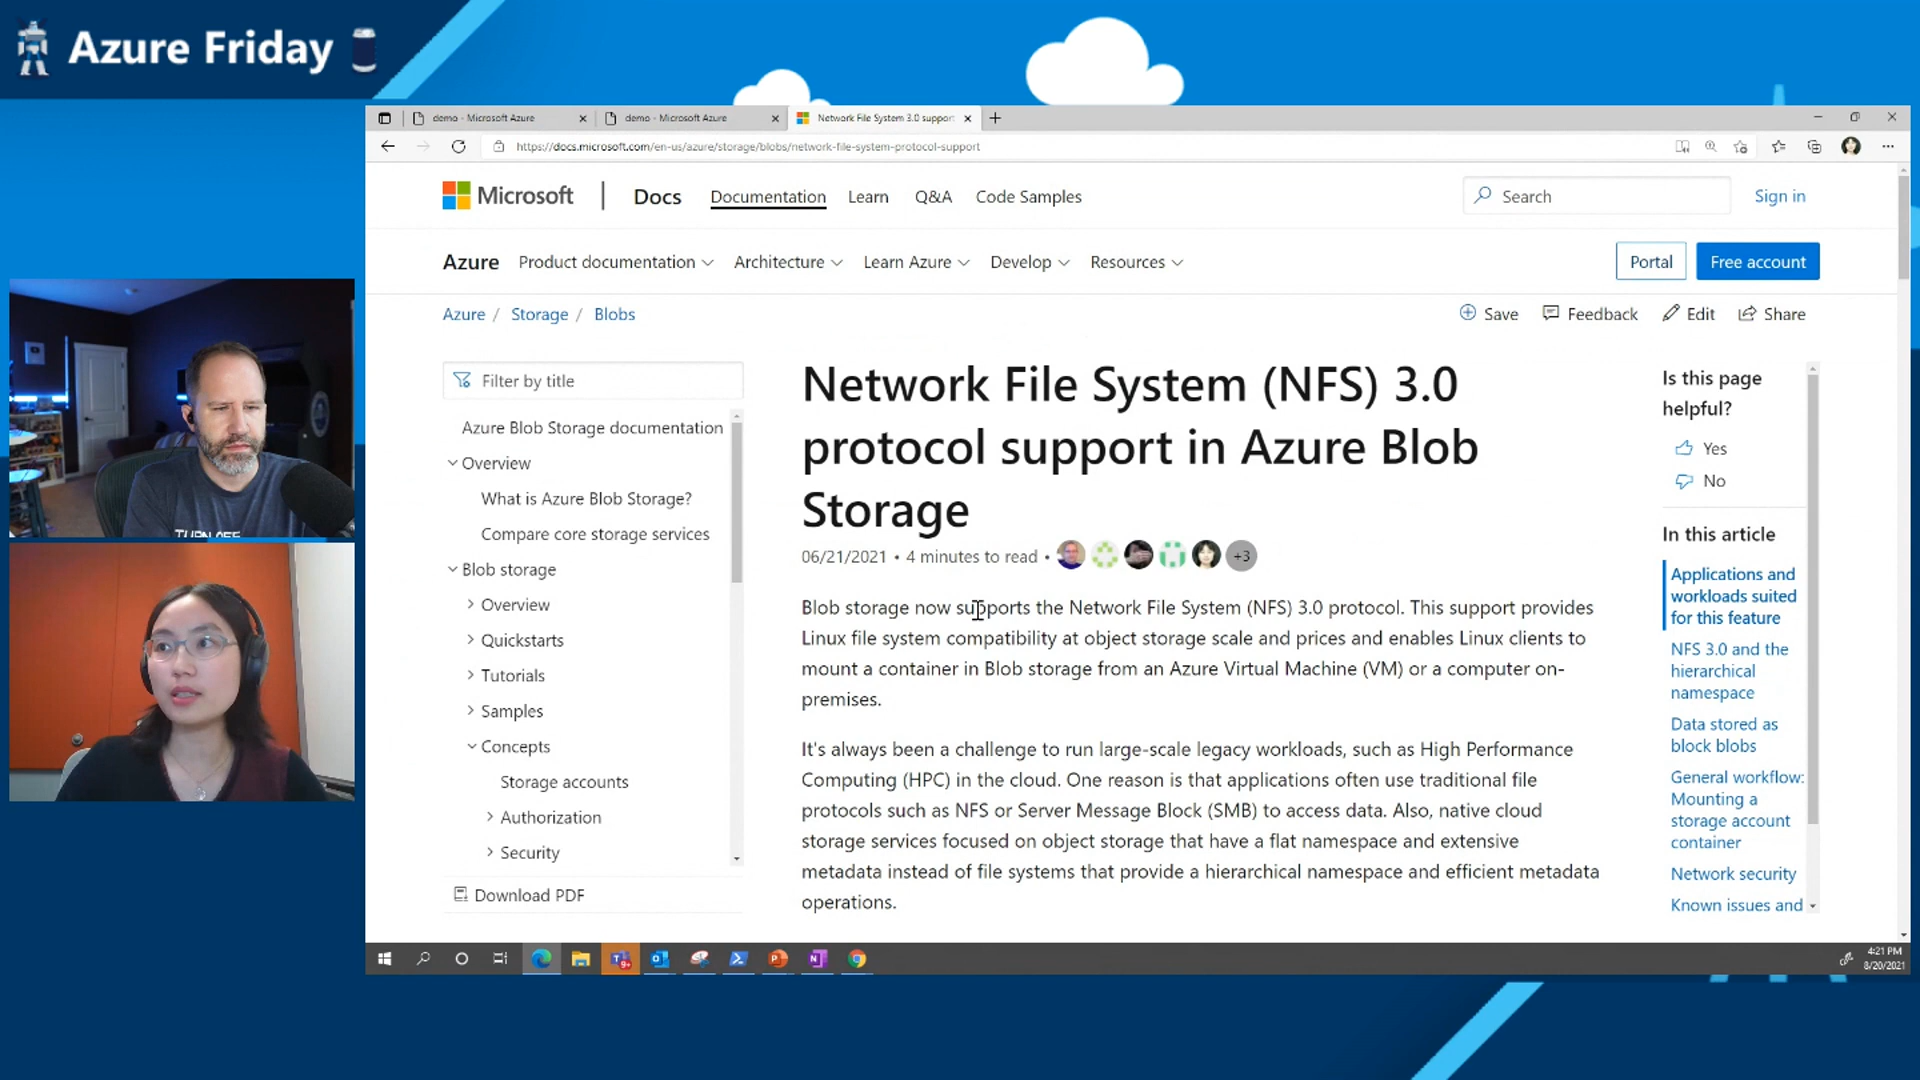 Azure Friday
demo - Microsoft Azure
demo - Microsoft Azure
Network File System 3.0 support
https://docs.microsoft.com/en-us/azure/storage/blobs/network-file-system-protocol-support
Microsoft
Docs
Documentation
Learn
Q&A
Code Samples
Search
Sign in
Azure
Product documentation
Architecture
Learn Azure
Develop
Resources
Portal
Free account
Azure / Storage / Blobs
Save
Feedback
Edit
Share
Filter by title
Azure Blob Storage documentation
Overview
What is Azure Blob Storage?
Compare core storage services
Blob storage
Overview
Quickstarts
Tutorials
Samples
Concepts
Storage accounts
Authorization
Security
Download PDF
Network File System (NFS) 3.0
protocol support in Azure Blob
Storage
06/21/2021 • 4 minutes to read •
+3
Blob storage now supports the Network File System (NFS) 3.0 protocol. This support provides
Linux file system compatibility at object storage scale and prices and enables Linux clients to
mount a container in Blob storage from an Azure Virtual Machine (VM) or a computer on-
premises.
It's always been a challenge to run large-scale legacy workloads, such as High Performance
Computing (HPC) in the cloud. One reason is that applications often use traditional file
protocols such as NFS or Server Message Block (SMB) to access data. Also, native cloud
storage services focused on object storage that have a flat namespace and extensive
metadata instead of file systems that provide a hierarchical namespace and efficient metadata
operations.
Is this page
helpful?
Yes
No
In this article
Applications and
workloads suited
for this feature
NFS 3.0 and the
hierarchical
namespace
Data stored as
block blobs
General workflow:
Mounting a
storage account
container
Network security
Known issues and
4:21 PM
8/20/2021